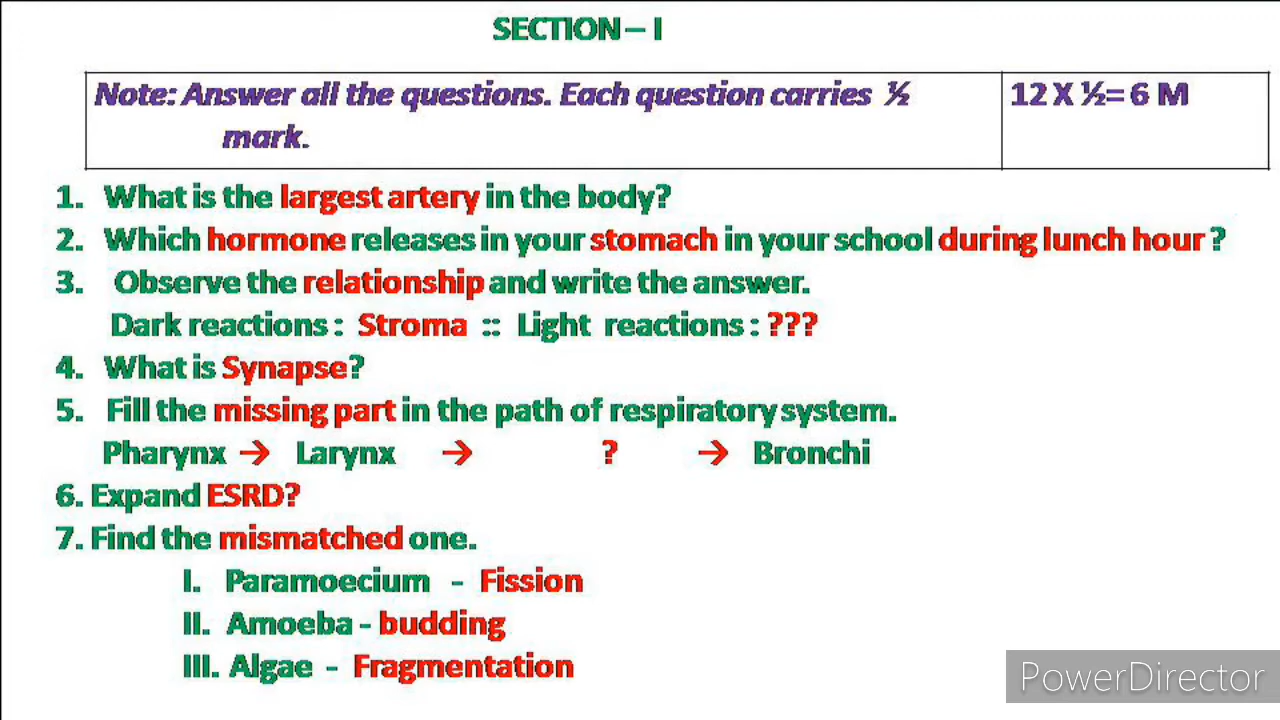 SECTION – I
Note: Answer all the questions. Each question carries ½
mark.
12 X ½= 6 M
1. What is the largest artery in the body?
2. Which hormone releases in your stomach in your school during lunch hour ?
3. Observe the relationship and write the answer.
Dark reactions : Stroma :: Light reactions : ???
4. What is Synapse?
5. Fill the missing part in the path of respiratory system.
Pharynx → Larynx → ? → Bronchi
6. Expand ESRD?
7. Find the mismatched one.
I. Paramoecium - Fission
II. Amoeba - budding
III. Algae - Fragmentation
PowerDirector